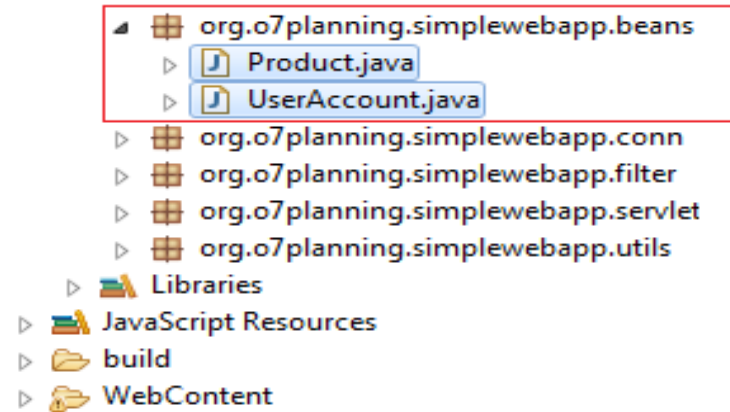 org.o7planning.simplewebapp.beans
Product.java
UserAccount.java
org.o7planning.simplewebapp.conn
org.o7planning.simplewebapp.filter
org.o7planning.simplewebapp.servlet
org.o7planning.simplewebapp.utils
Libraries
JavaScript Resources
build
WebContent